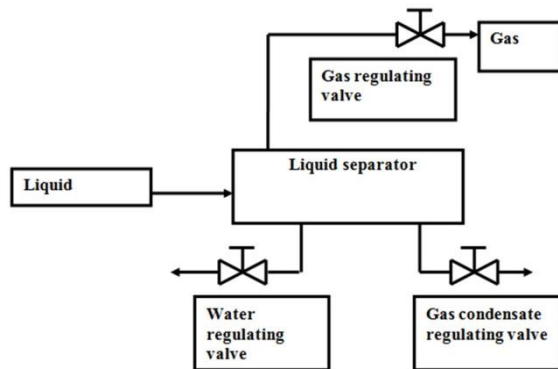 Gas
Gas regulating
valve
Liquid separator
Liquid
Water
regulating
valve
Gas condensate
regulating valve